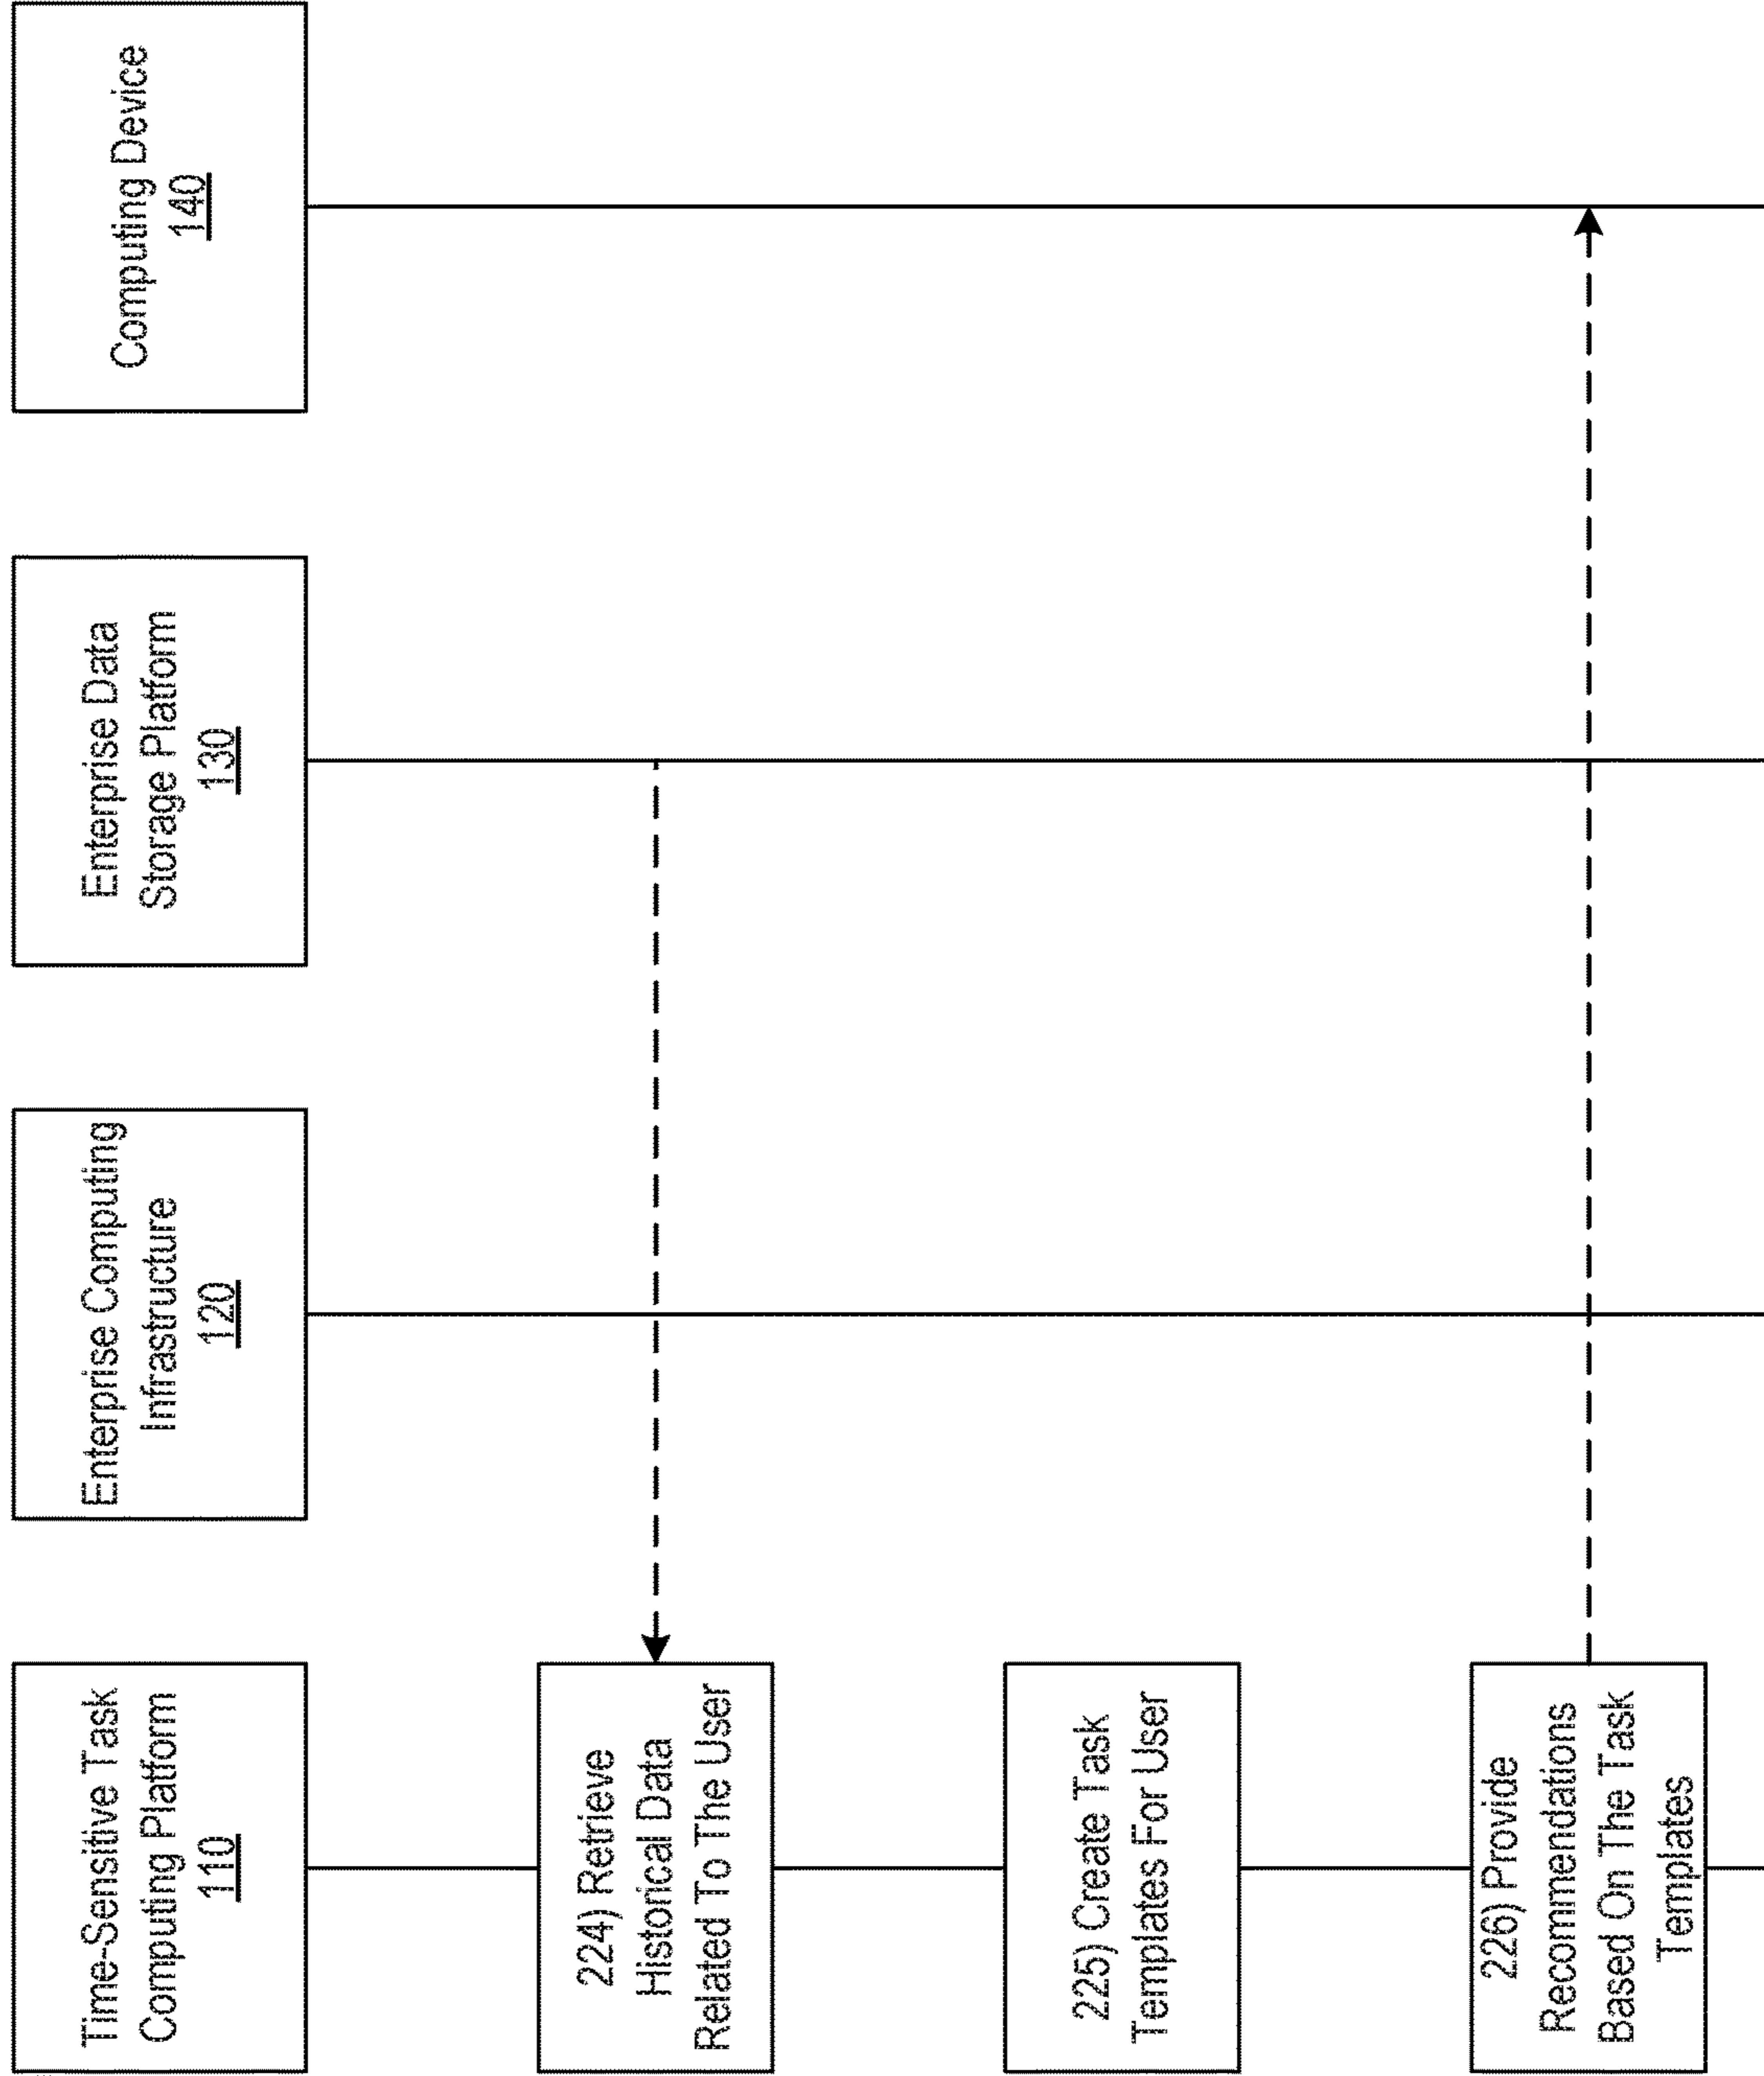 Time-Sensitive Task
Computing Platform
110
Enterprise Computing
Infrastructure
120
Enterprise Data
Storage Platform
130
Computing Device
140
224) Retrieve
Historical Data
Related To The User
225) Create Task
Templates For User
226) Provide
Recommendations
Based On The Task
Templates